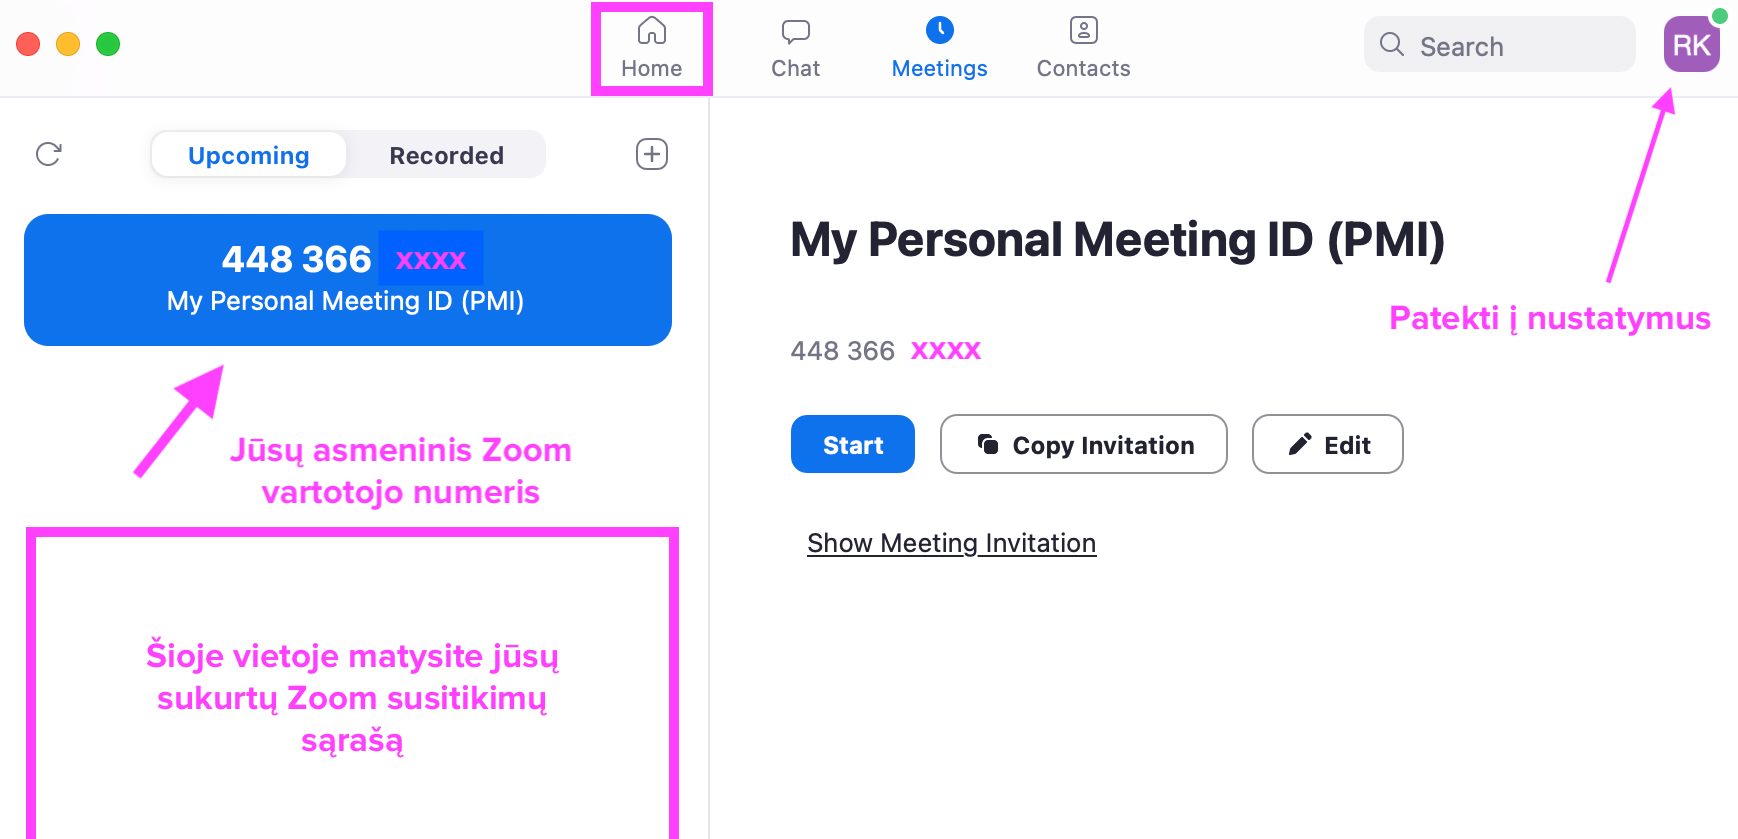 Home
Chat
Meetings
Contacts
Search
RK
Upcoming
Recorded
448 366 xxxx
My Personal Meeting ID (PMI)
Jūsų asmeninis Zoom
vartotojo numeris
Šioje vietoje matysite jūsų
sukurtų Zoom susitikimų
sąrašą
My Personal Meeting ID (PMI)
Patekti į nustatymus
448 366 xxxx
Start
Copy Invitation
Edit
Show Meeting Invitation